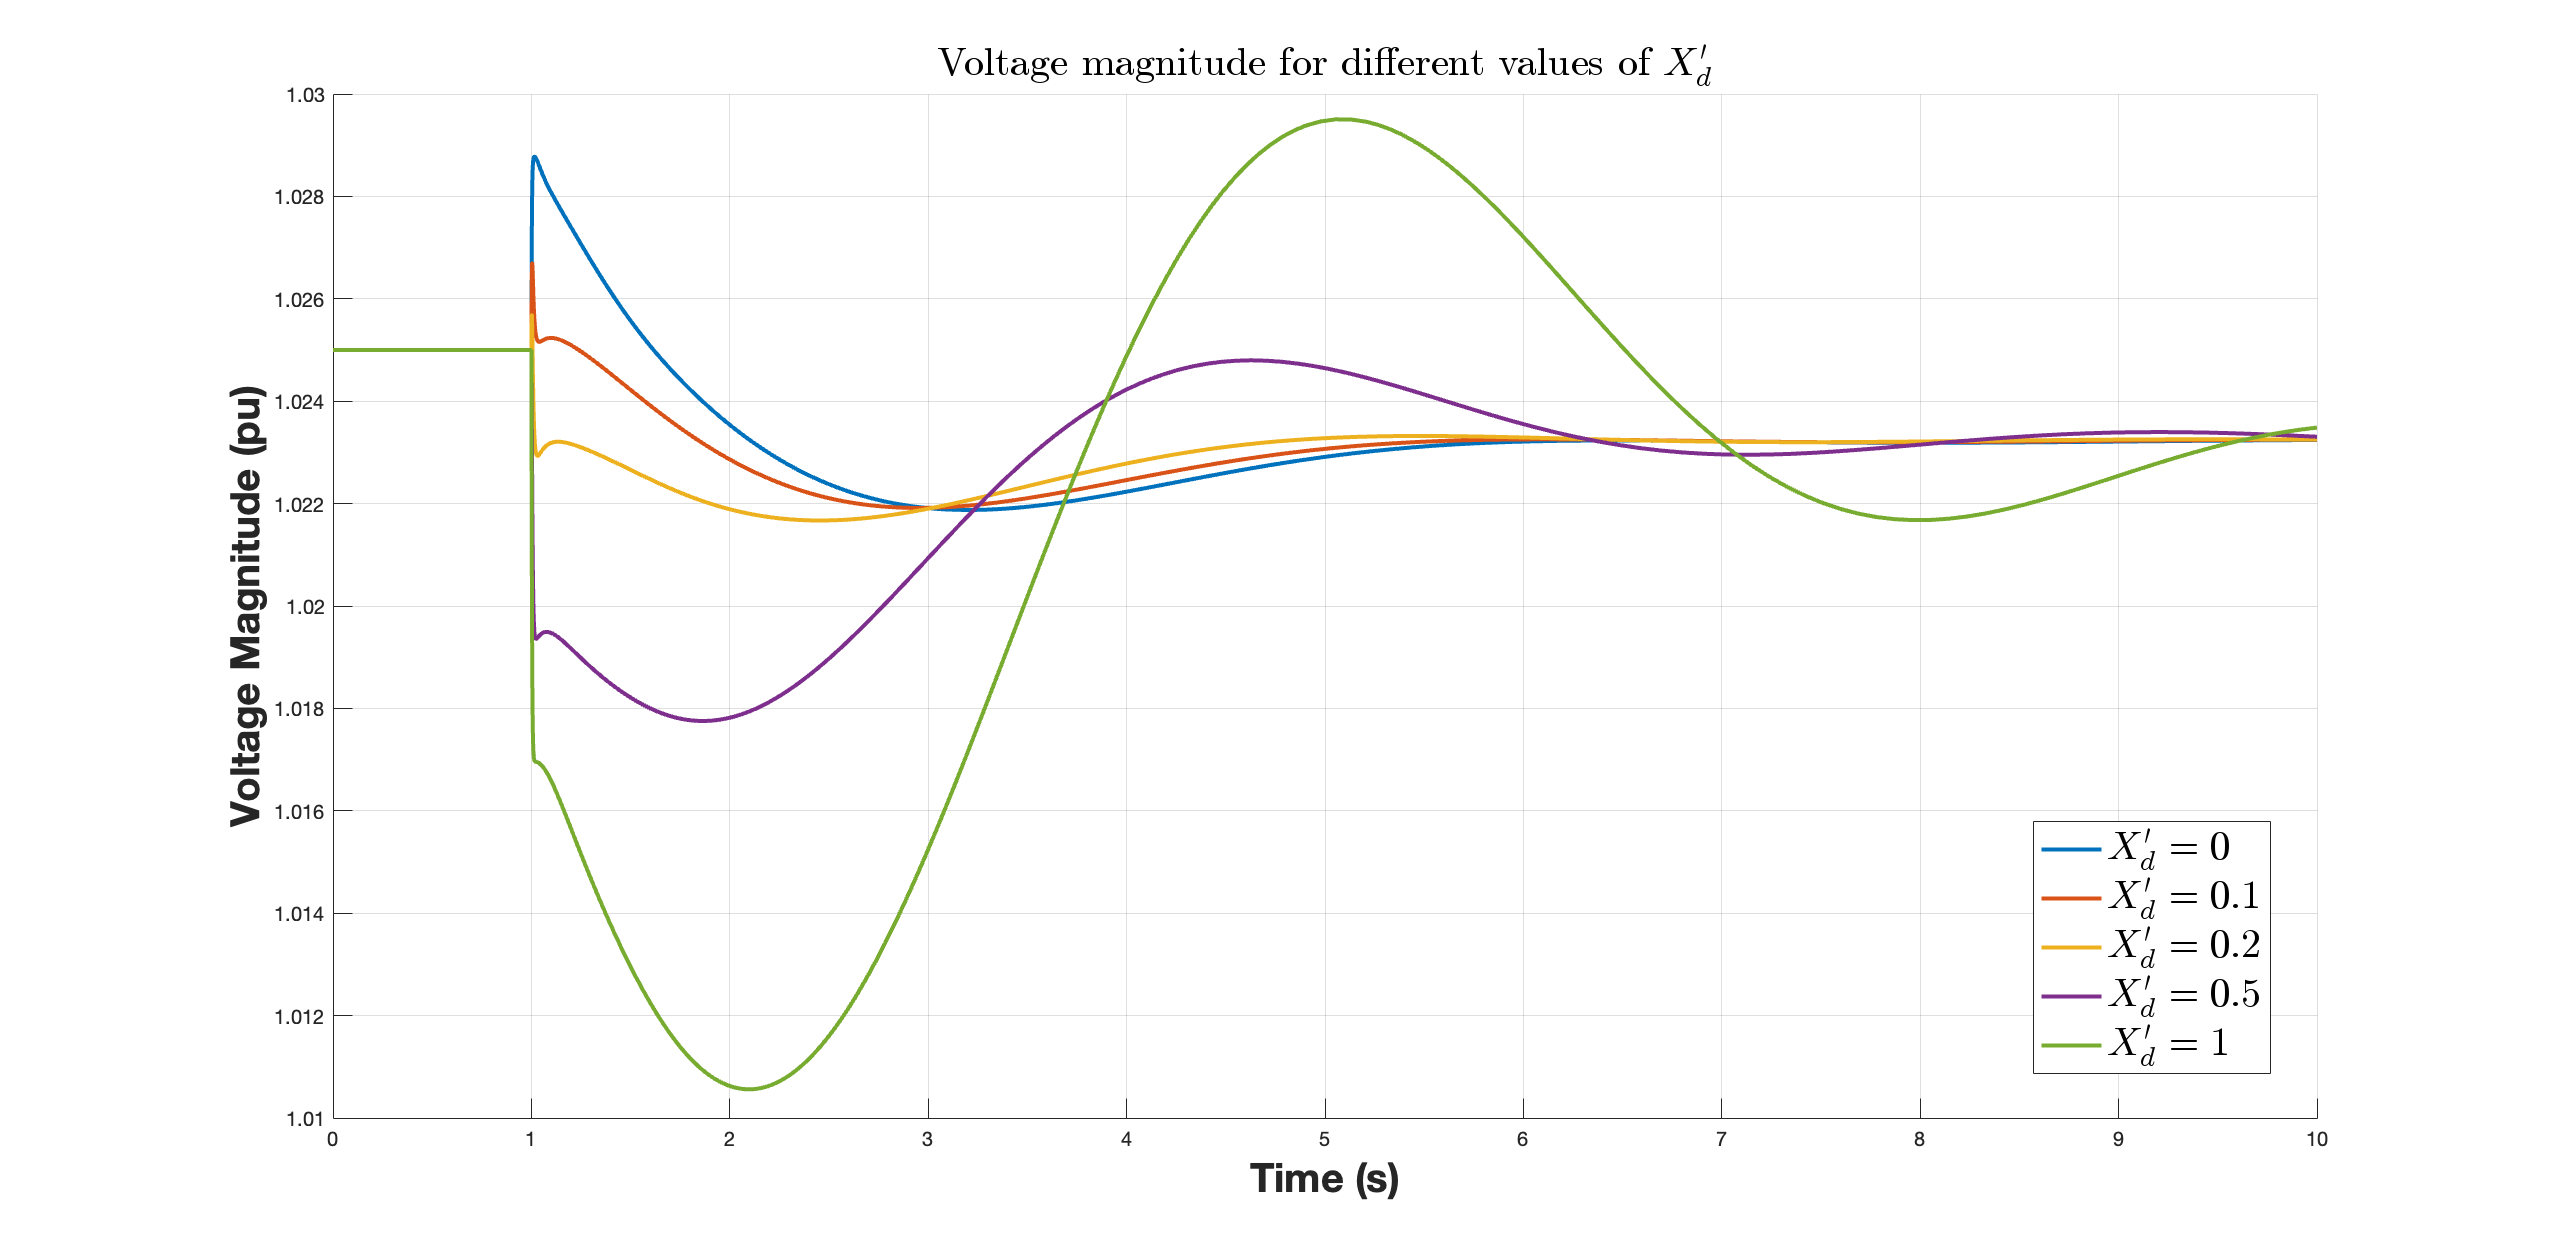 Voltage magnitude for different values of X′_d
1.03
1.028
1.026
1.024
1.022
1.02
1.018
1.016
1.014
1.012
1.01
Voltage Magnitude (pu)
0 1 2 3 4 5 6 7 8 9 10
Time (s)
X′_d = 0
X′_d = 0.1
X′_d = 0.2
X′_d = 0.5
X′_d = 1